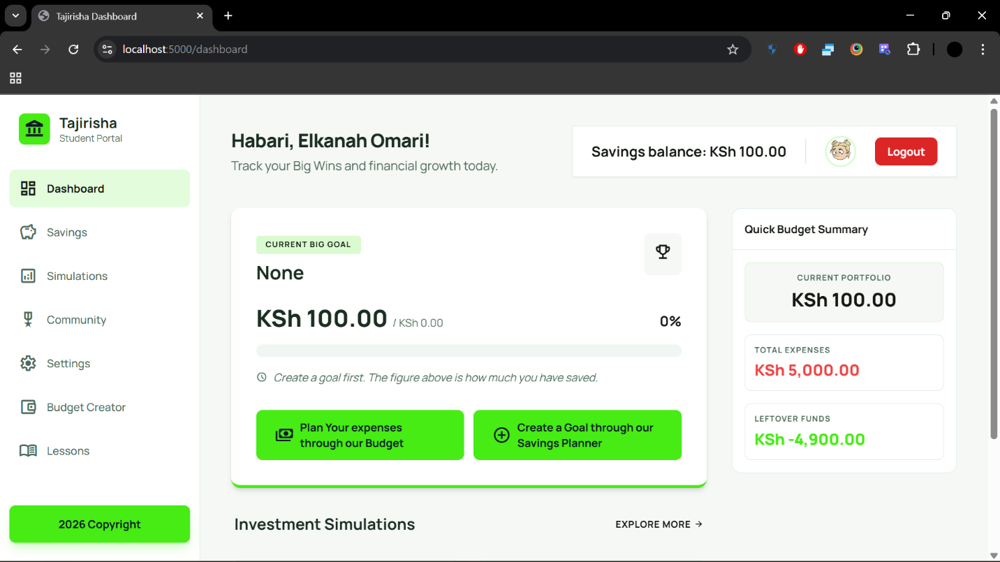 Tajirisha Dashboard
localhost:5000/dashboard
Tajirisha
Student Portal
Dashboard
Savings
Simulations
Community
Settings
Budget Creator
Lessons
2026 Copyright
Habari, Elkanah Omari!
Track your Big Wins and financial growth today.
Savings balance: KSh 100.00
Logout
CURRENT BIG GOAL
None
KSh 100.00 / KSh 0.00
0%
Create a goal first. The figure above is how much you have saved.
Plan Your expenses
through our Budget
Create a Goal through our
Savings Planner
Quick Budget Summary
CURRENT PORTFOLIO
KSh 100.00
TOTAL EXPENSES
KSh 5,000.00
LEFTOVER FUNDS
KSh -4,900.00
Investment Simulations
EXPLORE MORE →